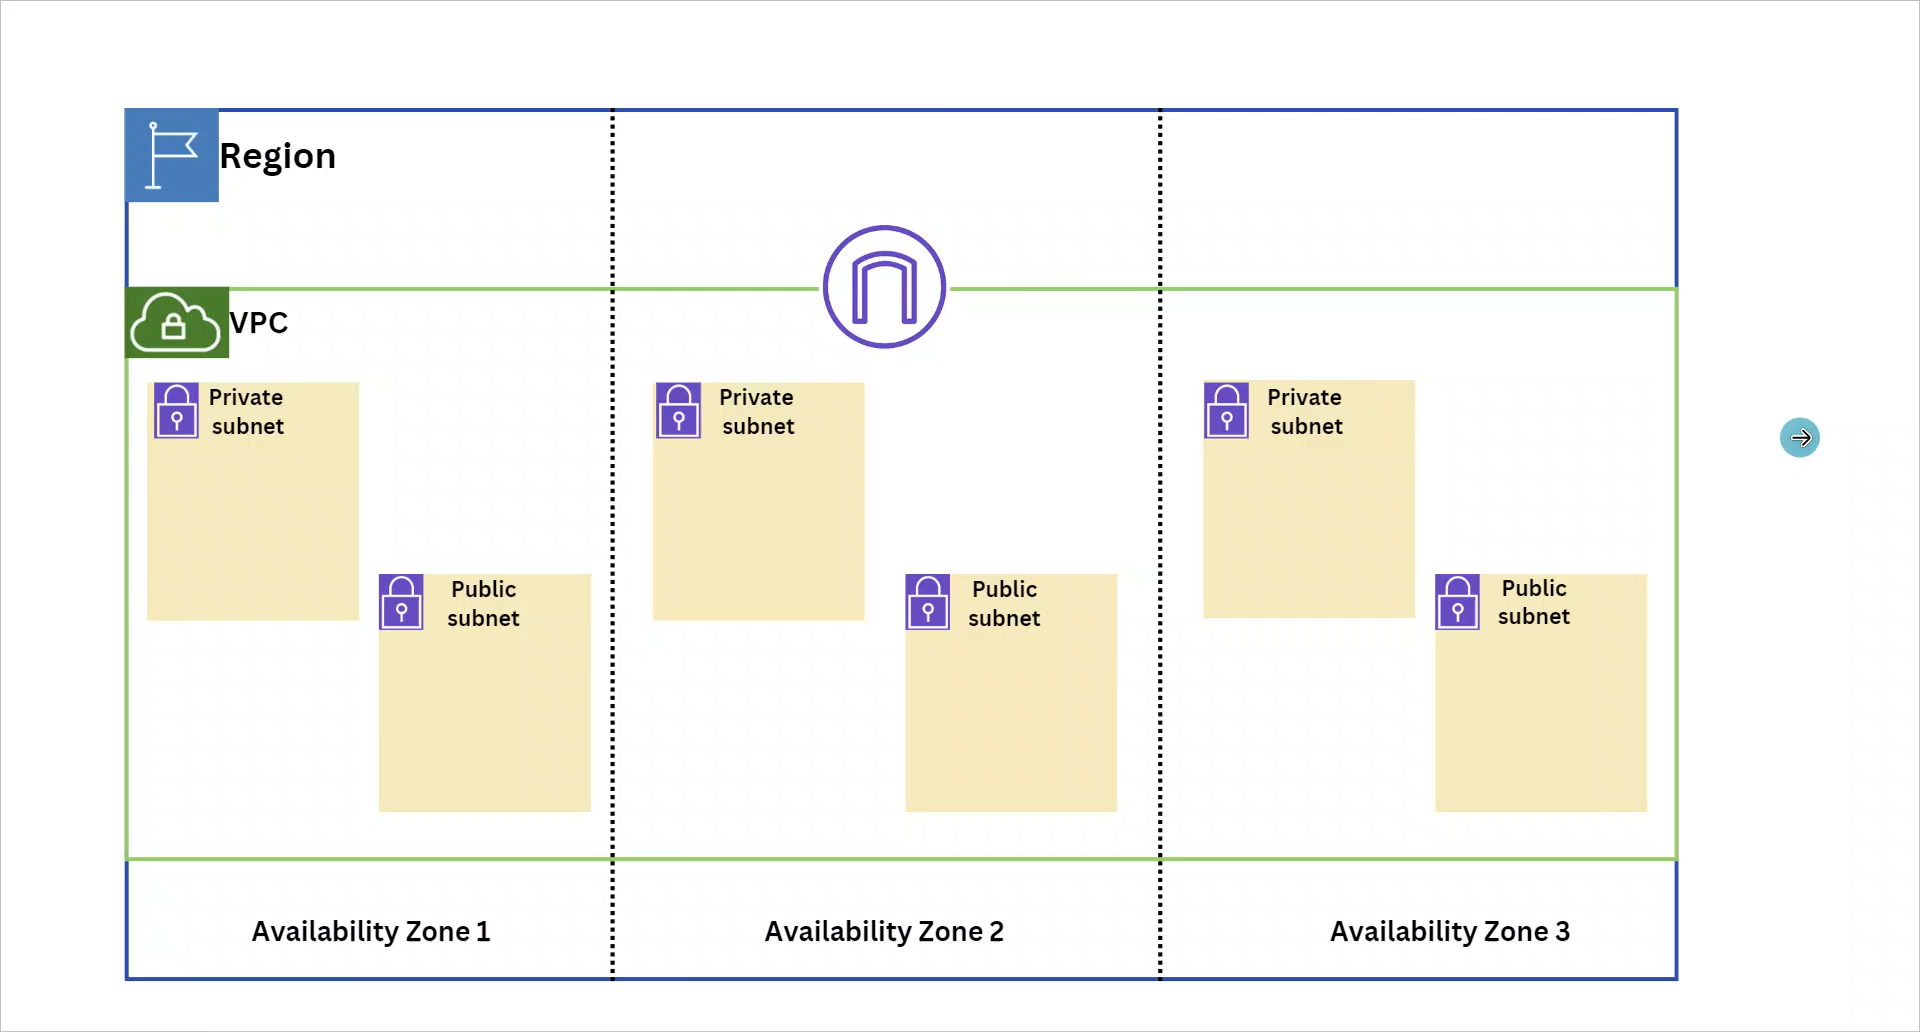 Region
VPC
Private
subnet
Private
subnet
Private
subnet
Public
subnet
Public
subnet
Public
subnet
Availability Zone 1
Availability Zone 2
Availability Zone 3